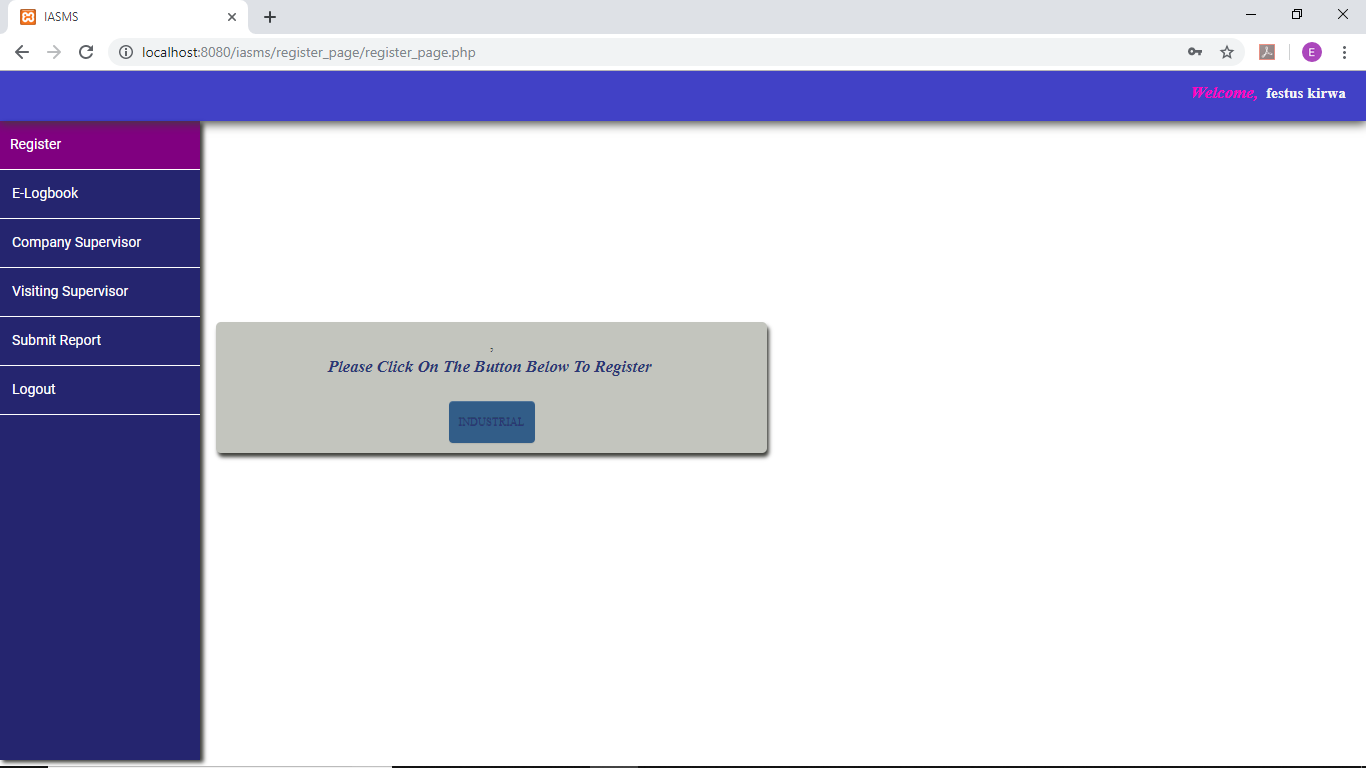 IASMS
localhost:8080/iasms/register_page/register_page.php
E
Welcome, festus kirwa
Register
E-Logbook
Company Supervisor
Visiting Supervisor
Submit Report
Logout
,
Please Click On The Button Below To Register
INDUSTRIAL